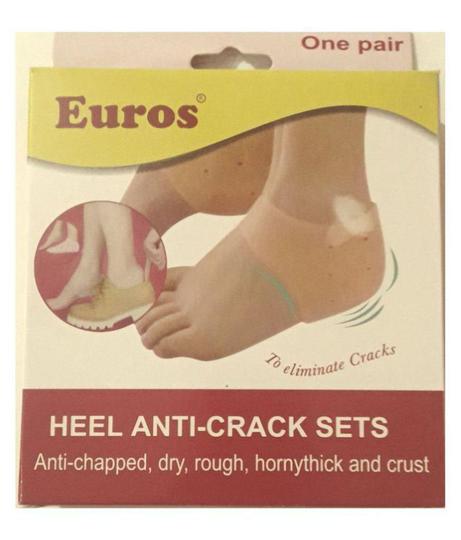 One pair
Euros®
To eliminate Cracks
HEEL ANTI-CRACK SETS
Anti-chapped, dry, rough, hornythick and crust